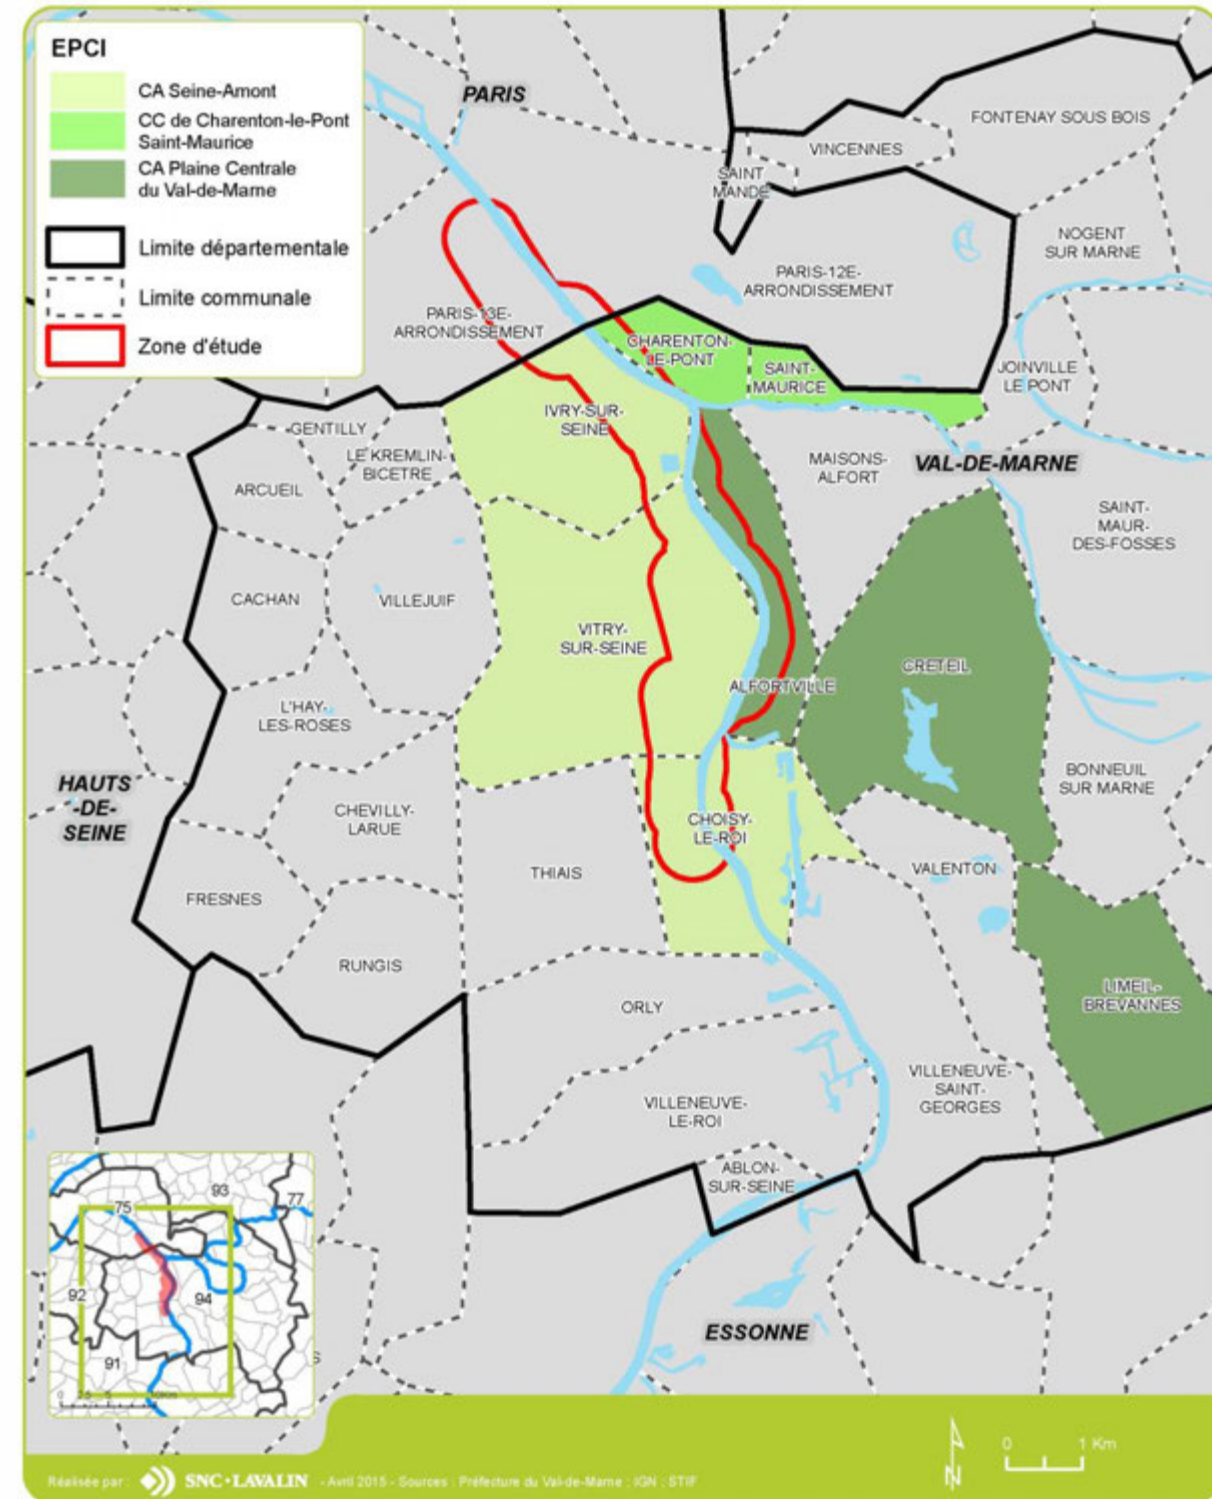 EPCI
CA Seine-Amont
CC de Charenton-le-Pont
Saint-Maurice
CA Plaine Centrale
du Val-de-Marne
Limite départementale
Limite communale
Zone d'étude
PARIS
FONTENAY SOUS BOIS
VINCENNES
SAINT
MANDE
NOGENT
SUR MARNE
PARIS-12E-
ARRONDISSEMENT
PARIS-13E-
ARRONDISSEMENT
CHARENTON-
LE-PONT
SAINT-
MAURICE
JOINVILLE
LE PONT
IVRY-SUR-
SEINE
GENTILLY
LE KREMLIN-
BICETRE
ARCUEIL
MAISONS-
ALFORT
VAL-DE-MARNE
SAINT-
MAUR-
DES-FOSSES
CACHAN
VILLEJUIF
VITRY-
SUR-SEINE
CRETEIL
ALFORTVILLE
L'HAY-
LES-ROSES
HAUTS
-DE-
SEINE
CHEVILLY-
LARUE
BONNEUIL
SUR MARNE
CHOISY-
LE-ROI
THIAIS
VALENTON
FRESNES
RUNGIS
LIMEIL-
BREVANNES
ORLY
VILLENEUVE-
SAINT-
GEORGES
VILLENEUVE-
LE-ROI
ABLON-
SUR-SEINE
ESSONNE
93
75
77
92
94
91
0 1 Km
N
Réalisée par : SNC•LAVALIN - Avril 2015 - Sources : Préfecture du Val-de-Marne ; IGN ; STIF